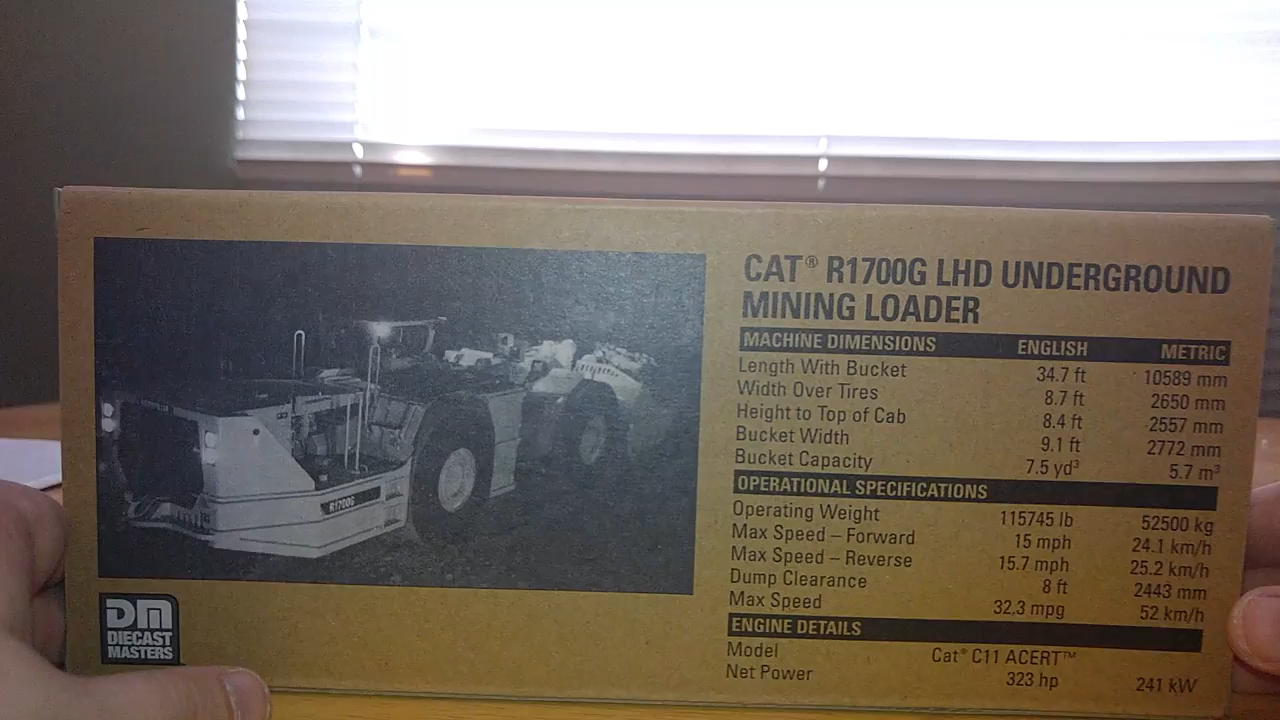 CAT® R1700G LHD UNDERGROUND
MINING LOADER
MACHINE DIMENSIONS ENGLISH METRIC
Length With Bucket 34.7 ft 10589 mm
Width Over Tires 8.7 ft 2650 mm
Height to Top of Cab 8.4 ft 2557 mm
Bucket Width 9.1 ft 2772 mm
Bucket Capacity 7.5 yd³ 5.7 m³
OPERATIONAL SPECIFICATIONS
Operating Weight 115745 lb 52500 kg
Max Speed – Forward 15 mph 24.1 km/h
Max Speed – Reverse 15.7 mph 25.2 km/h
Dump Clearance 8 ft 2443 mm
Max Speed 32.3 mpg 52 km/h
ENGINE DETAILS
Model Cat® C11 ACERT™
Net Power 323 hp 241 kW
R1700G
DM
DIECAST
MASTERS